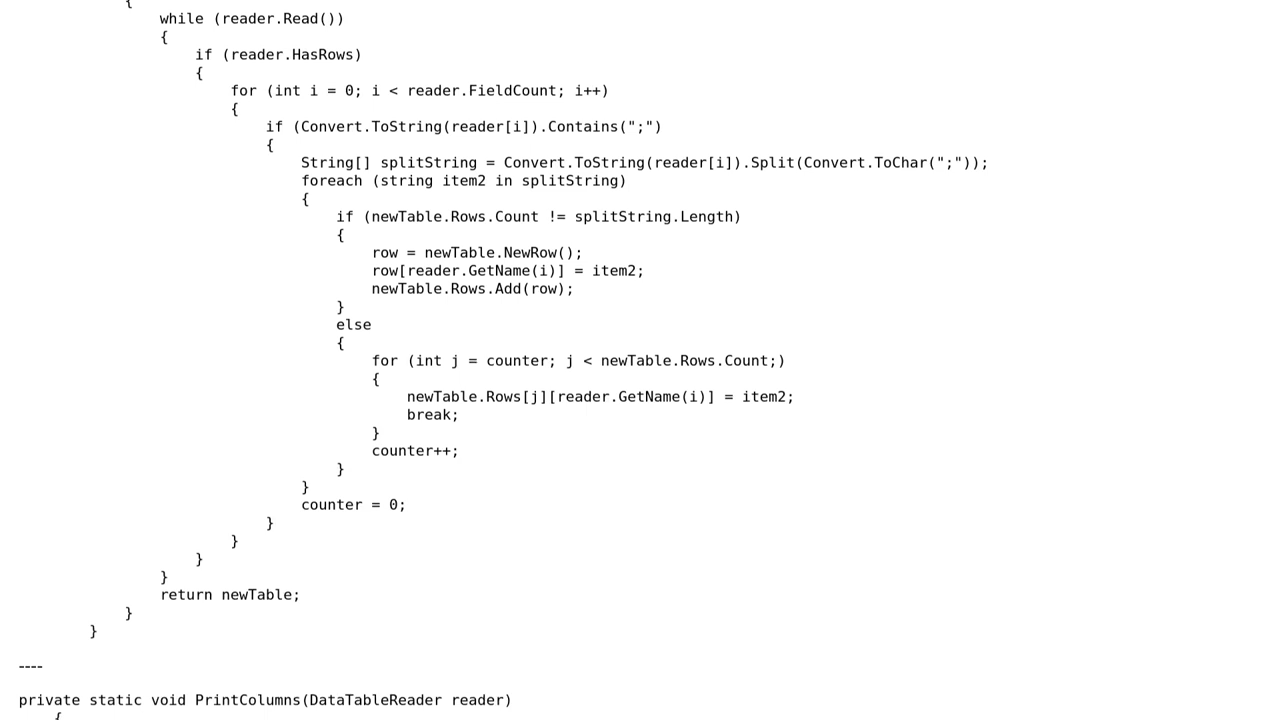 {
while (reader.Read())
{
if (reader.HasRows)
{
for (int i = 0; i < reader.FieldCount; i++)
{
if (Convert.ToString(reader[i]).Contains(";")
{
String[] splitString = Convert.ToString(reader[i]).Split(Convert.ToChar(";"));
foreach (string item2 in splitString)
{
if (newTable.Rows.Count != splitString.Length)
{
row = newTable.NewRow();
row[reader.GetName(i)] = item2;
newTable.Rows.Add(row);
}
else
{
for (int j = counter; j < newTable.Rows.Count;)
{
newTable.Rows[j][reader.GetName(i)] = item2;
break;
}
counter++;
}
}
counter = 0;
}
}
}
}
return newTable;
}
}
----
private static void PrintColumns(DataTableReader reader)
{